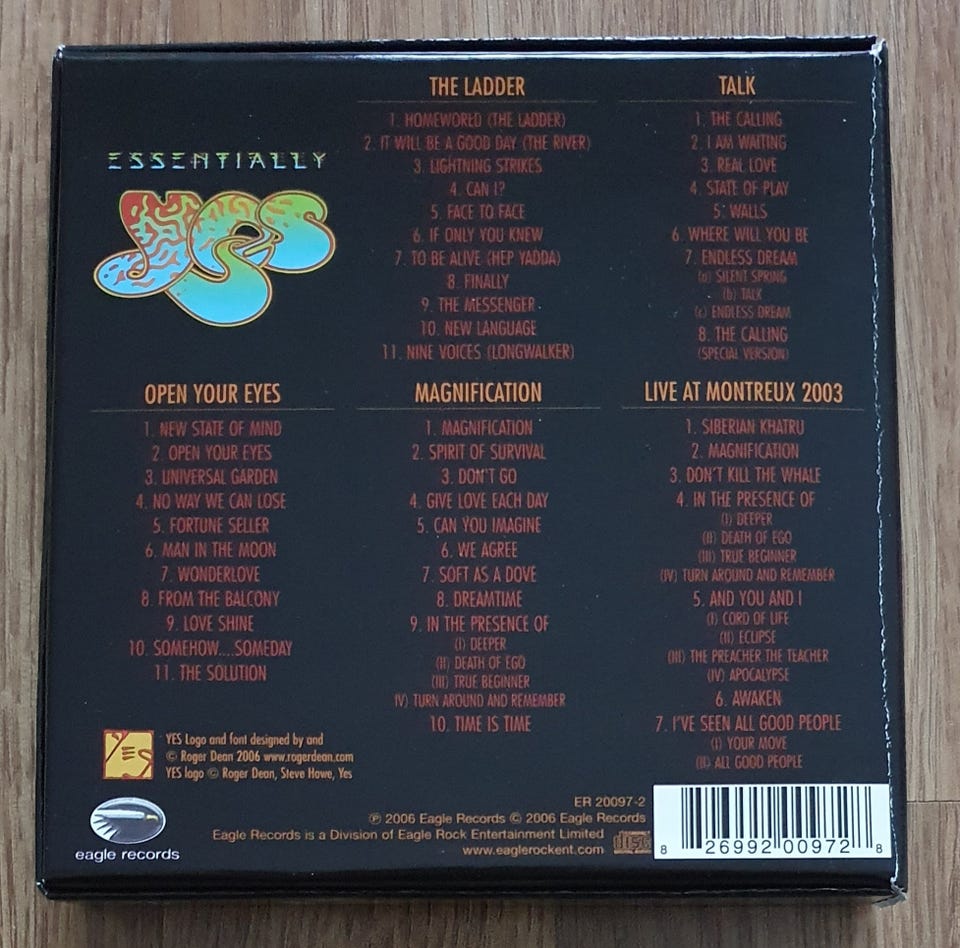 ESSENTIALLY
YES
THE LADDER
1. HOMEWORLD (THE LADDER)
2. IT WILL BE A GOOD DAY (THE RIVER)
3. LIGHTNING STRIKES
4. CAN I?
5. FACE TO FACE
6. IF ONLY YOU KNEW
7. TO BE ALIVE (HEP YADDA)
8. FINALLY
9. THE MESSENGER
10. NEW LANGUAGE
11. NINE VOICES (LONGWALKER)
TALK
1. THE CALLING
2. I AM WAITING
3. REAL LOVE
4. STATE OF PLAY
5. WALLS
6. WHERE WILL YOU BE
7. ENDLESS DREAM
(a) SILENT SPRING
(b) TALK
(c) ENDLESS DREAM
8. THE CALLING
(SPECIAL VERSION)
OPEN YOUR EYES
1. NEW STATE OF MIND
2. OPEN YOUR EYES
3. UNIVERSAL GARDEN
4. NO WAY WE CAN LOSE
5. FORTUNE SELLER
6. MAN IN THE MOON
7. WONDERLOVE
8. FROM THE BALCONY
9. LOVE SHINE
10. SOMEHOW....SOMEDAY
11. THE SOLUTION
MAGNIFICATION
1. MAGNIFICATION
2. SPIRIT OF SURVIVAL
3. DON'T GO
4. GIVE LOVE EACH DAY
5. CAN YOU IMAGINE
6. WE AGREE
7. SOFT AS A DOVE
8. DREAMTIME
9. IN THE PRESENCE OF
(I) DEEPER
(II) DEATH OF EGO
(III) TRUE BEGINNER
IV) TURN AROUND AND REMEMBER
10. TIME IS TIME
LIVE AT MONTREUX 2003
1. SIBERIAN KHATRU
2. MAGNIFICATION
3. DON'T KILL THE WHALE
4. IN THE PRESENCE OF
(I) DEEPER
(II) DEATH OF EGO
(III) TRUE BEGINNER
(IV) TURN AROUND AND REMEMBER
5. AND YOU AND I
(I) CORD OF LIFE
(II) ECLIPSE
(III) THE PREACHER THE TEACHER
(IV) APOCALYPSE
6. AWAKEN
7. I'VE SEEN ALL GOOD PEOPLE
(I) YOUR MOVE
(II) ALL GOOD PEOPLE
YES
YES Logo and font designed by and
© Roger Dean 2006 www.rogerdean.com
YES logo © Roger Dean, Steve Howe, Yes
eagle records
ER 20097-2
℗ 2006 Eagle Records © 2006 Eagle Records
Eagle Records is a Division of Eagle Rock Entertainment Limited
www.eaglerockent.com
disc
8 26992 00972 8